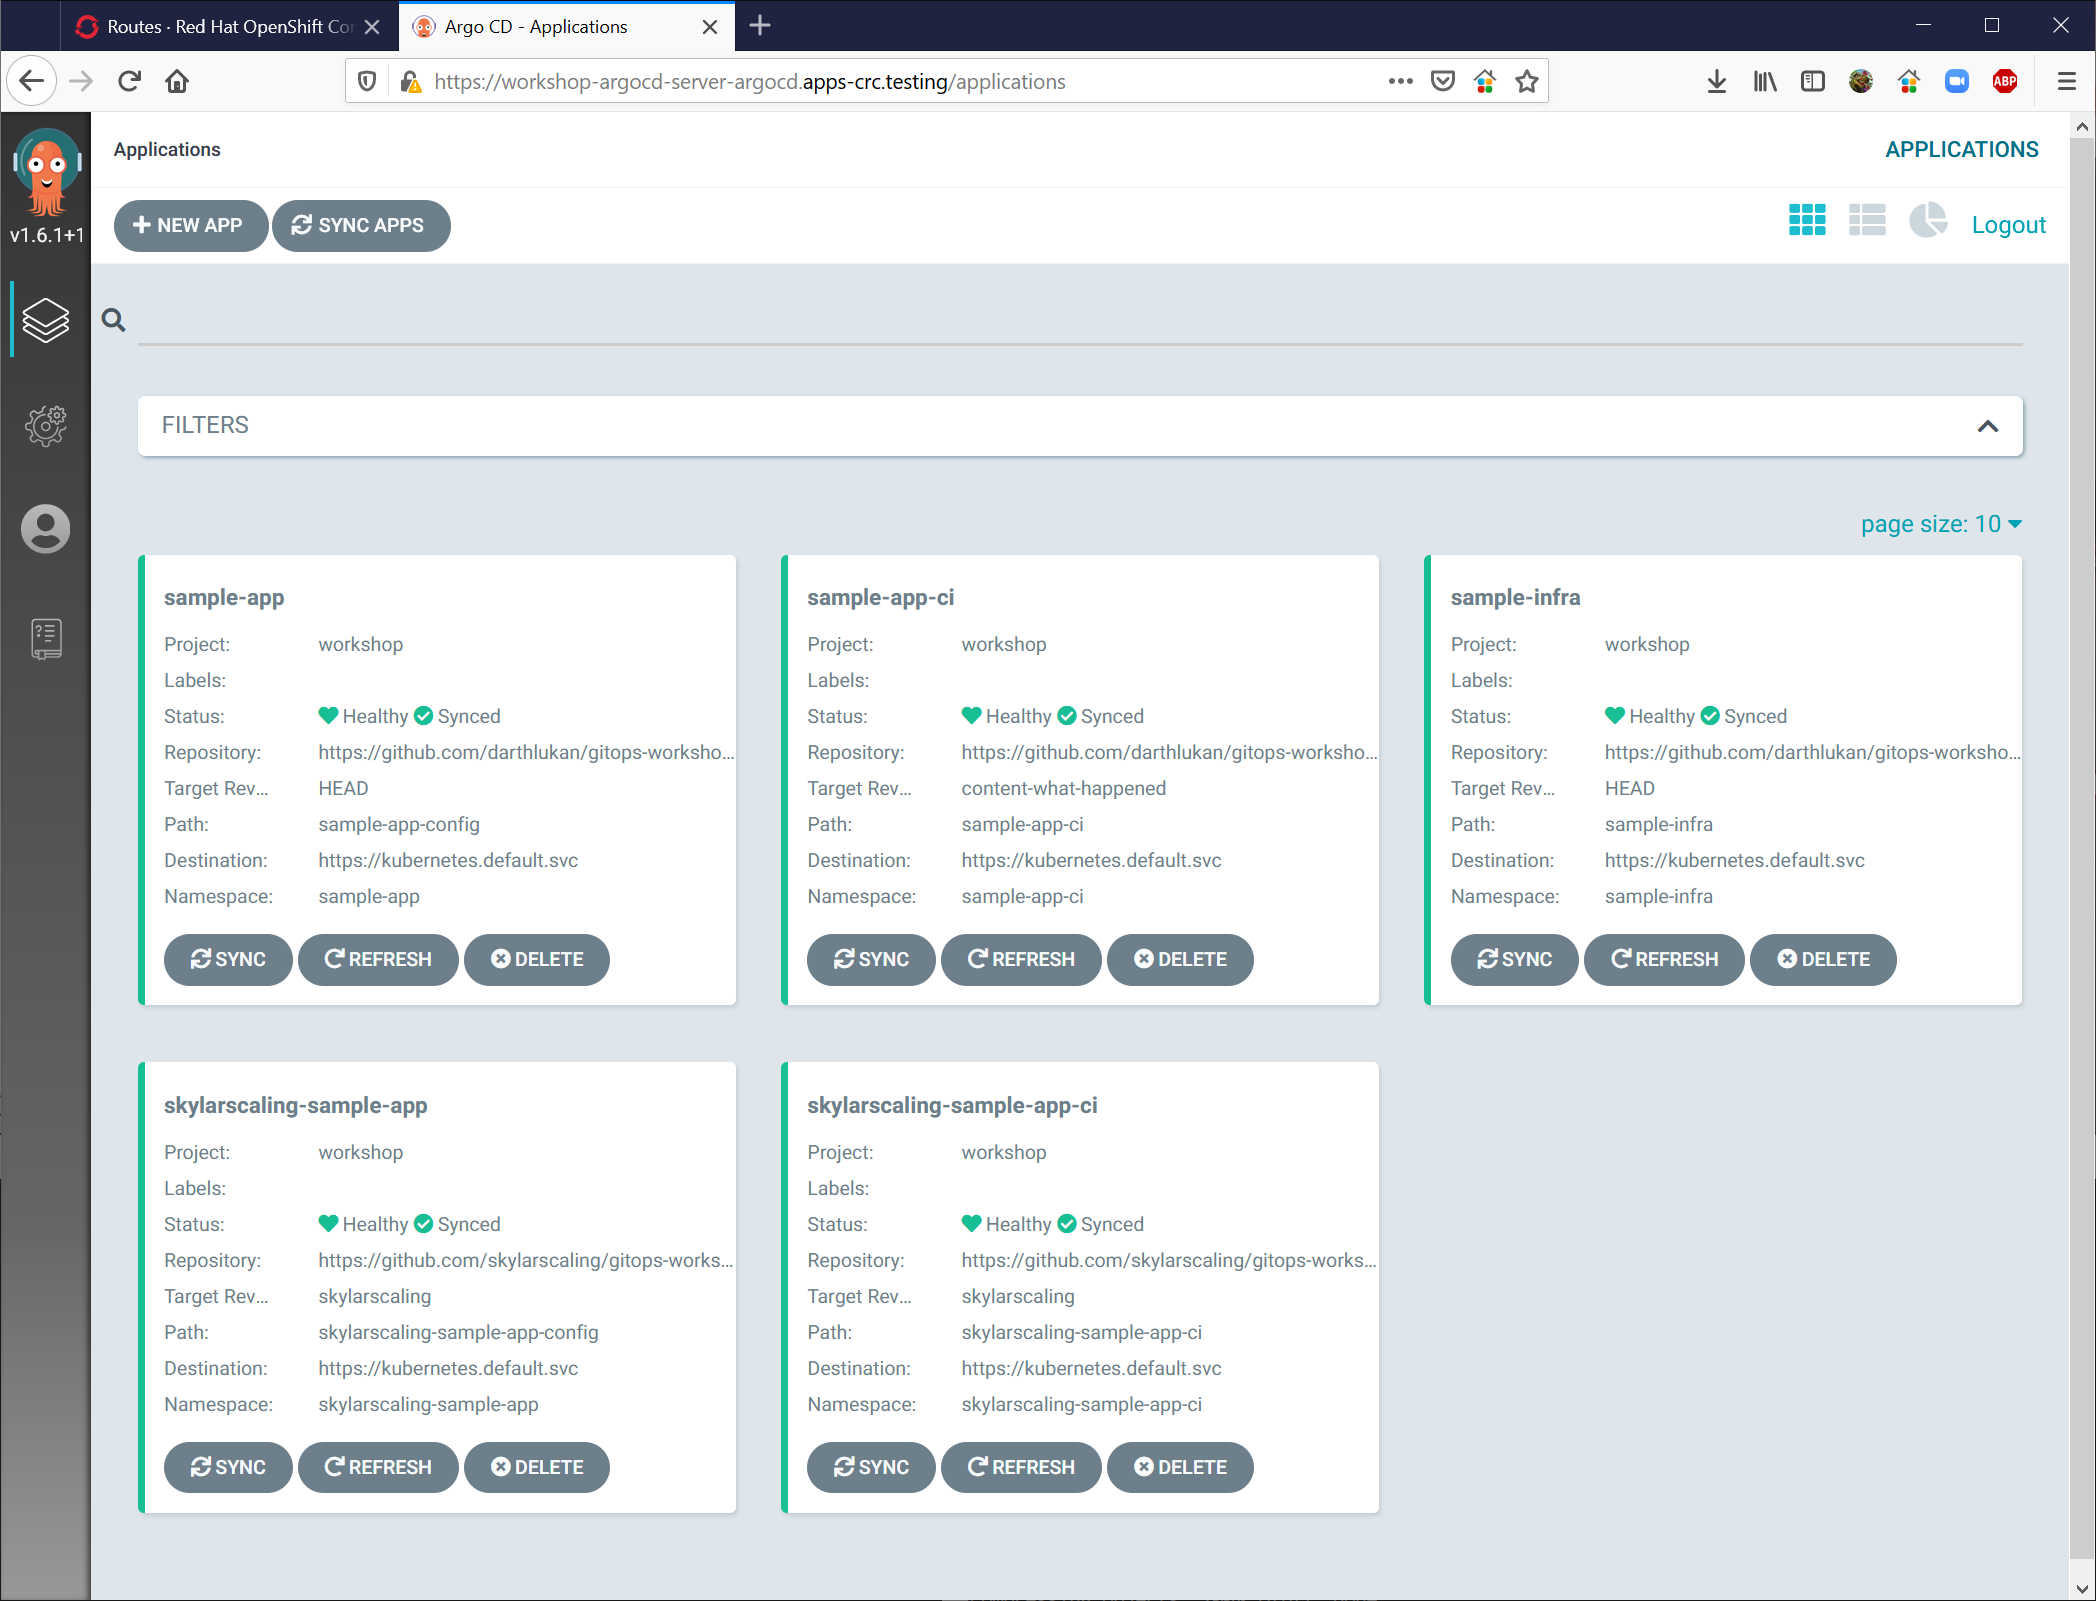 Routes · Red Hat OpenShift Con
Argo CD - Applications
https://workshop-argocd-server-argocd.apps-crc.testing/applications
ABP
v1.6.1+1
Applications
APPLICATIONS
NEW APP
SYNC APPS
Logout
FILTERS
page size: 10
sample-app
Project: workshop
Labels:
Status: Healthy Synced
Repository: https://github.com/darthlukan/gitops-worksho...
Target Rev... HEAD
Path: sample-app-config
Destination: https://kubernetes.default.svc
Namespace: sample-app
SYNC REFRESH DELETE
sample-app-ci
Project: workshop
Labels:
Status: Healthy Synced
Repository: https://github.com/darthlukan/gitops-worksho...
Target Rev... content-what-happened
Path: sample-app-ci
Destination: https://kubernetes.default.svc
Namespace: sample-app-ci
SYNC REFRESH DELETE
sample-infra
Project: workshop
Labels:
Status: Healthy Synced
Repository: https://github.com/darthlukan/gitops-worksho...
Target Rev... HEAD
Path: sample-infra
Destination: https://kubernetes.default.svc
Namespace: sample-infra
SYNC REFRESH DELETE
skylarscaling-sample-app
Project: workshop
Labels:
Status: Healthy Synced
Repository: https://github.com/skylarscaling/gitops-works...
Target Rev... skylarscaling
Path: skylarscaling-sample-app-config
Destination: https://kubernetes.default.svc
Namespace: skylarscaling-sample-app
SYNC REFRESH DELETE
skylarscaling-sample-app-ci
Project: workshop
Labels:
Status: Healthy Synced
Repository: https://github.com/skylarscaling/gitops-works...
Target Rev... skylarscaling
Path: skylarscaling-sample-app-ci
Destination: https://kubernetes.default.svc
Namespace: skylarscaling-sample-app-ci
SYNC REFRESH DELETE